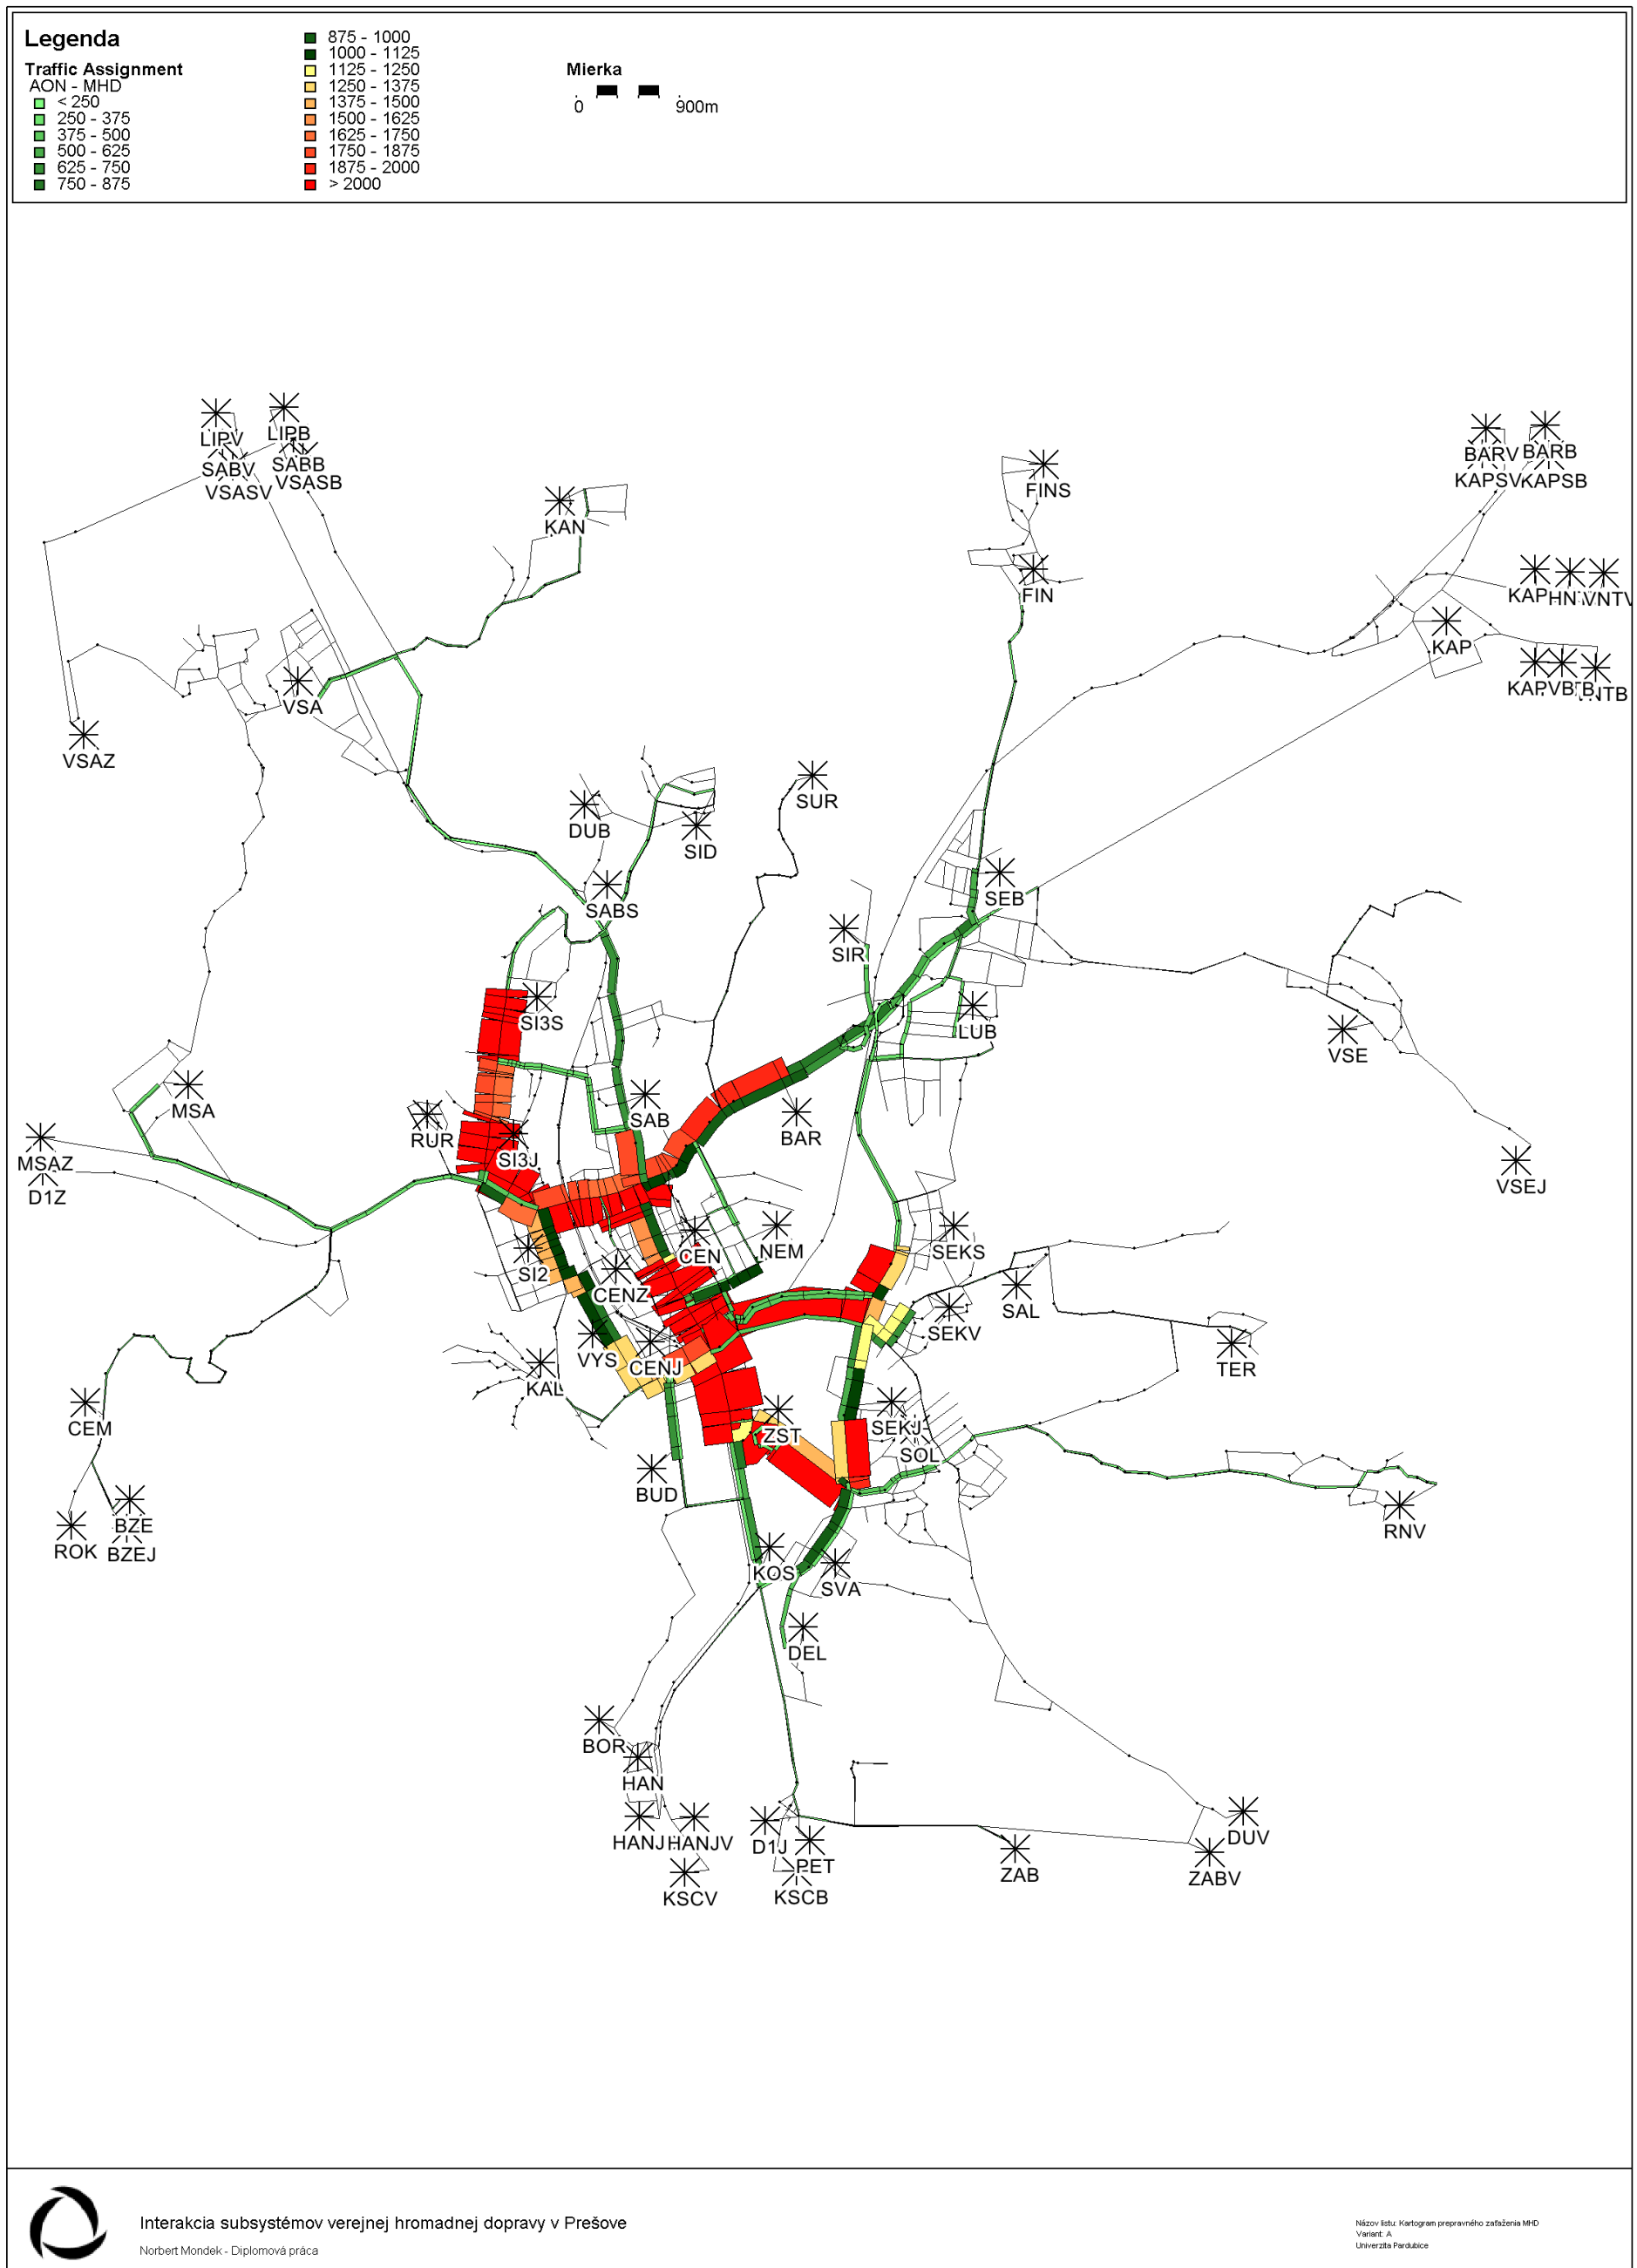 Legenda
Traffic Assignment
AON - MHD
< 250
250 - 375
375 - 500
500 - 625
625 - 750
750 - 875
875 - 1000
1000 - 1125
1125 - 1250
1250 - 1375
1375 - 1500
1500 - 1625
1625 - 1750
1750 - 1875
1875 - 2000
> 2000
Mierka
0 900m
LIPV
LIPB
SABV
SABB
VSASV
VSASB
KAN
FINS
FIN
BARV
BARB
KAPSV
KAPSB
KAP
VNTV
KAP
VSA
VSAZ
SUR
DUB
SID
SEB
SABS
SIR
SI3S
LUB
VSE
MSA
SAB
BAR
RUR
SI3J
MSAZ
D1Z
VSEJ
SI2
CEN
NEM
SEKS
CENZ
SAL
SEKV
VYS
CENJ
TER
KAL
CEM
ZST
SEKJ
SOL
BUD
BZE
ROK
BZEJ
RNV
KOS
SVA
DEL
BOR
HAN
HANJ
HANJV
D1J
PET
KSCV
KSCB
ZAB
DUV
ZABV
Interakcia subsystémov verejnej hromadnej dopravy v Prešove
Norbert Mondek - Diplomová práca
Názov listu: Kartogram prepravného zaťaženia MHD
Variant: A
Univerzita Pardubice